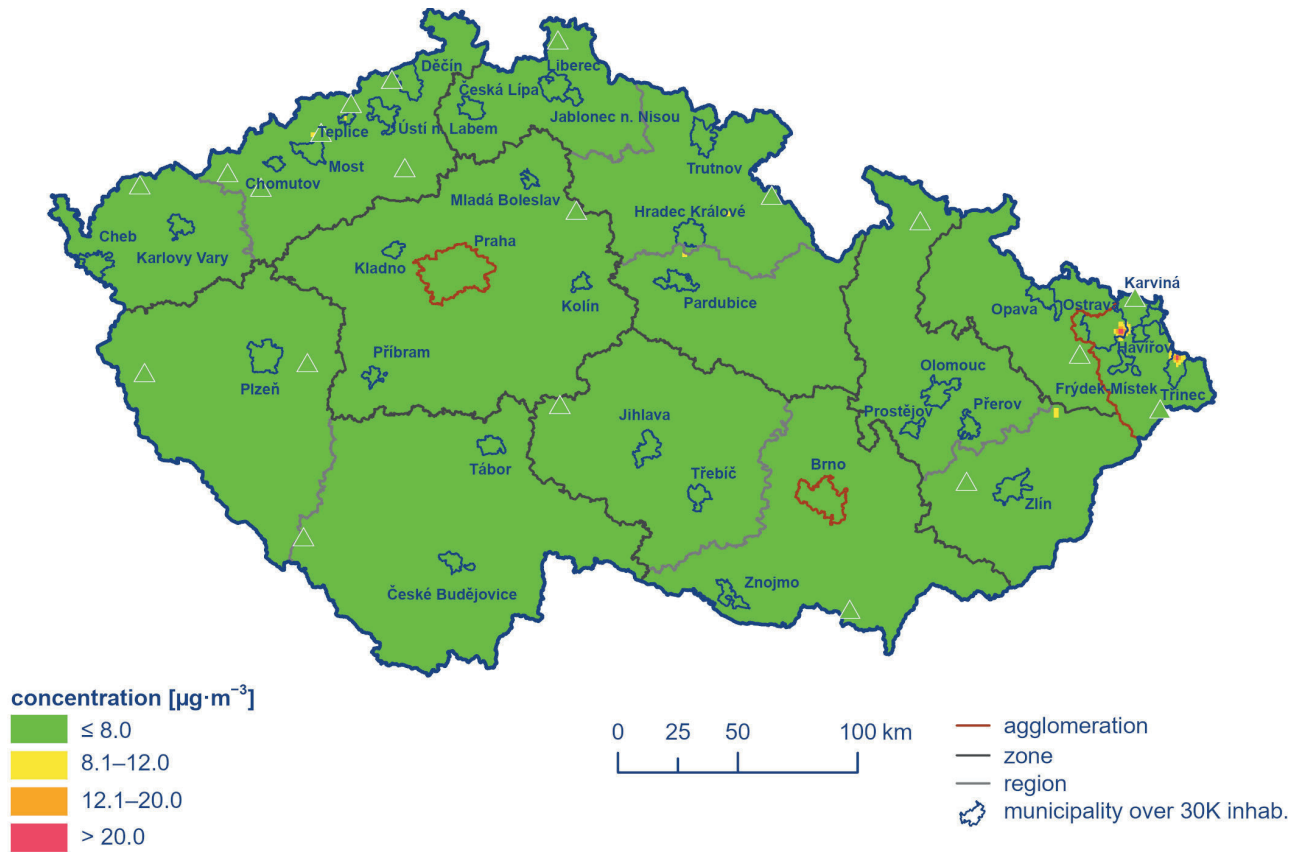 Děčín
Liberec
Česká Lípa
Teplice
Ústí n. Labem
Jablonec n. Nisou
Most
Trutnov
Chomutov
Mladá Boleslav
Hradec Králové
Cheb
Karlovy Vary
Praha
Kladno
Kolín
Pardubice
Karviná
Opava
Ostrava
Havířov
Příbram
Plzeň
Olomouc
Frýdek Místek
Třinec
Jihlava
Prostějov
Přerov
Tábor
Třebíč
Brno
Zlín
České Budějovice
Znojmo
concentration [µg·m⁻³]
≤ 8.0
8.1–12.0
12.1–20.0
> 20.0
0 25 50 100 km
agglomeration
zone
region
municipality over 30K inhab.